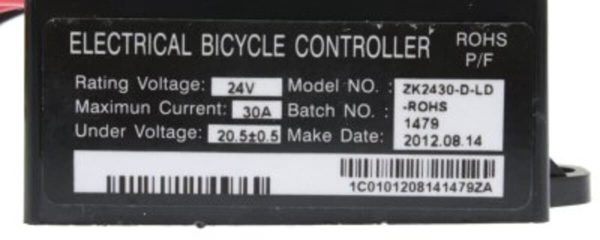 ELECTRICAL BICYCLE CONTROLLER ROHS P/F
Rating Voltage: 24V Model NO. : ZK2430-D-LD
Maximun Current: 30A Batch NO. : -ROHS
1479
Under Voltage: 20.5±0.5 Make Date: 2012.08.14
1C0101208141479ZA